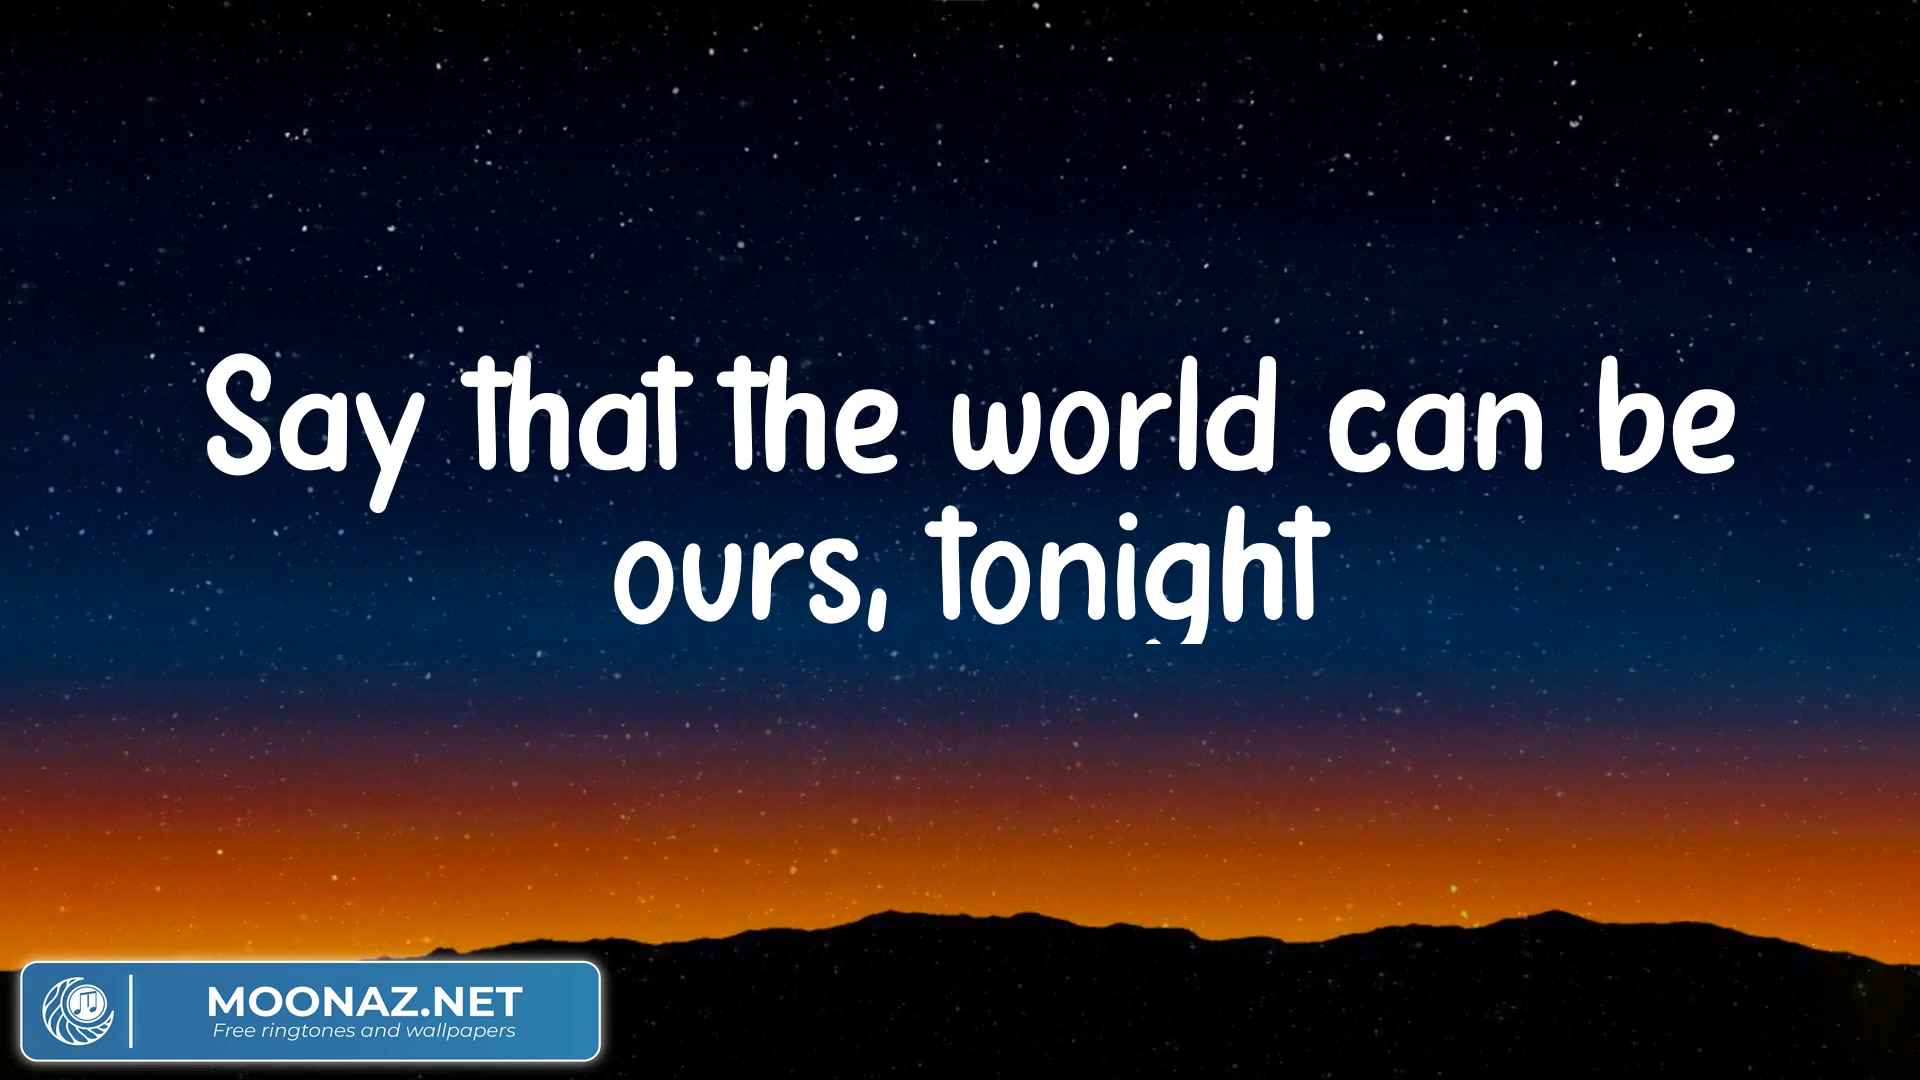 Say that the world can be
ours, tonight
MOONAZ.NET
Free ringtones and wallpapers